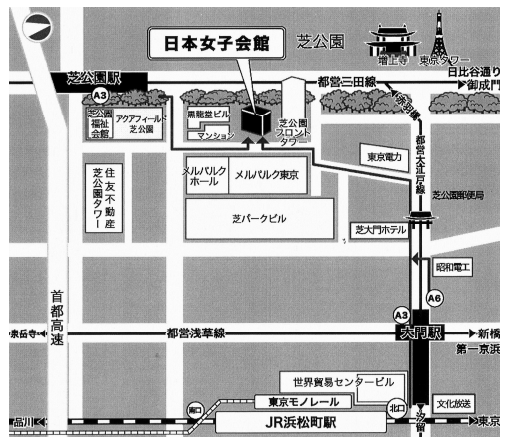 日本女子会館
芝公園
増上寺
東京タワー
日比谷通り
→御成門
芝公園駅
都営三田線
A3
芝公園
福祉
会館
アクアフィールド
芝公園
黒龍堂ビル
マンション
芝公園
フロント
タワー
都営大江戸線
東京電力
住友不動産
芝公園タワー
メルパルク
ホール
メルパルク東京
芝公園郵便局
芝パークビル
芝大門ホテル
昭和電工
首都高速
A3
A6
泉岳寺
都営浅草線
大門駅
新橋
第一京浜
世界貿易センタービル
東京モノレール
南口
北口
文化放送
汐留
品川
JR浜松町駅
東京